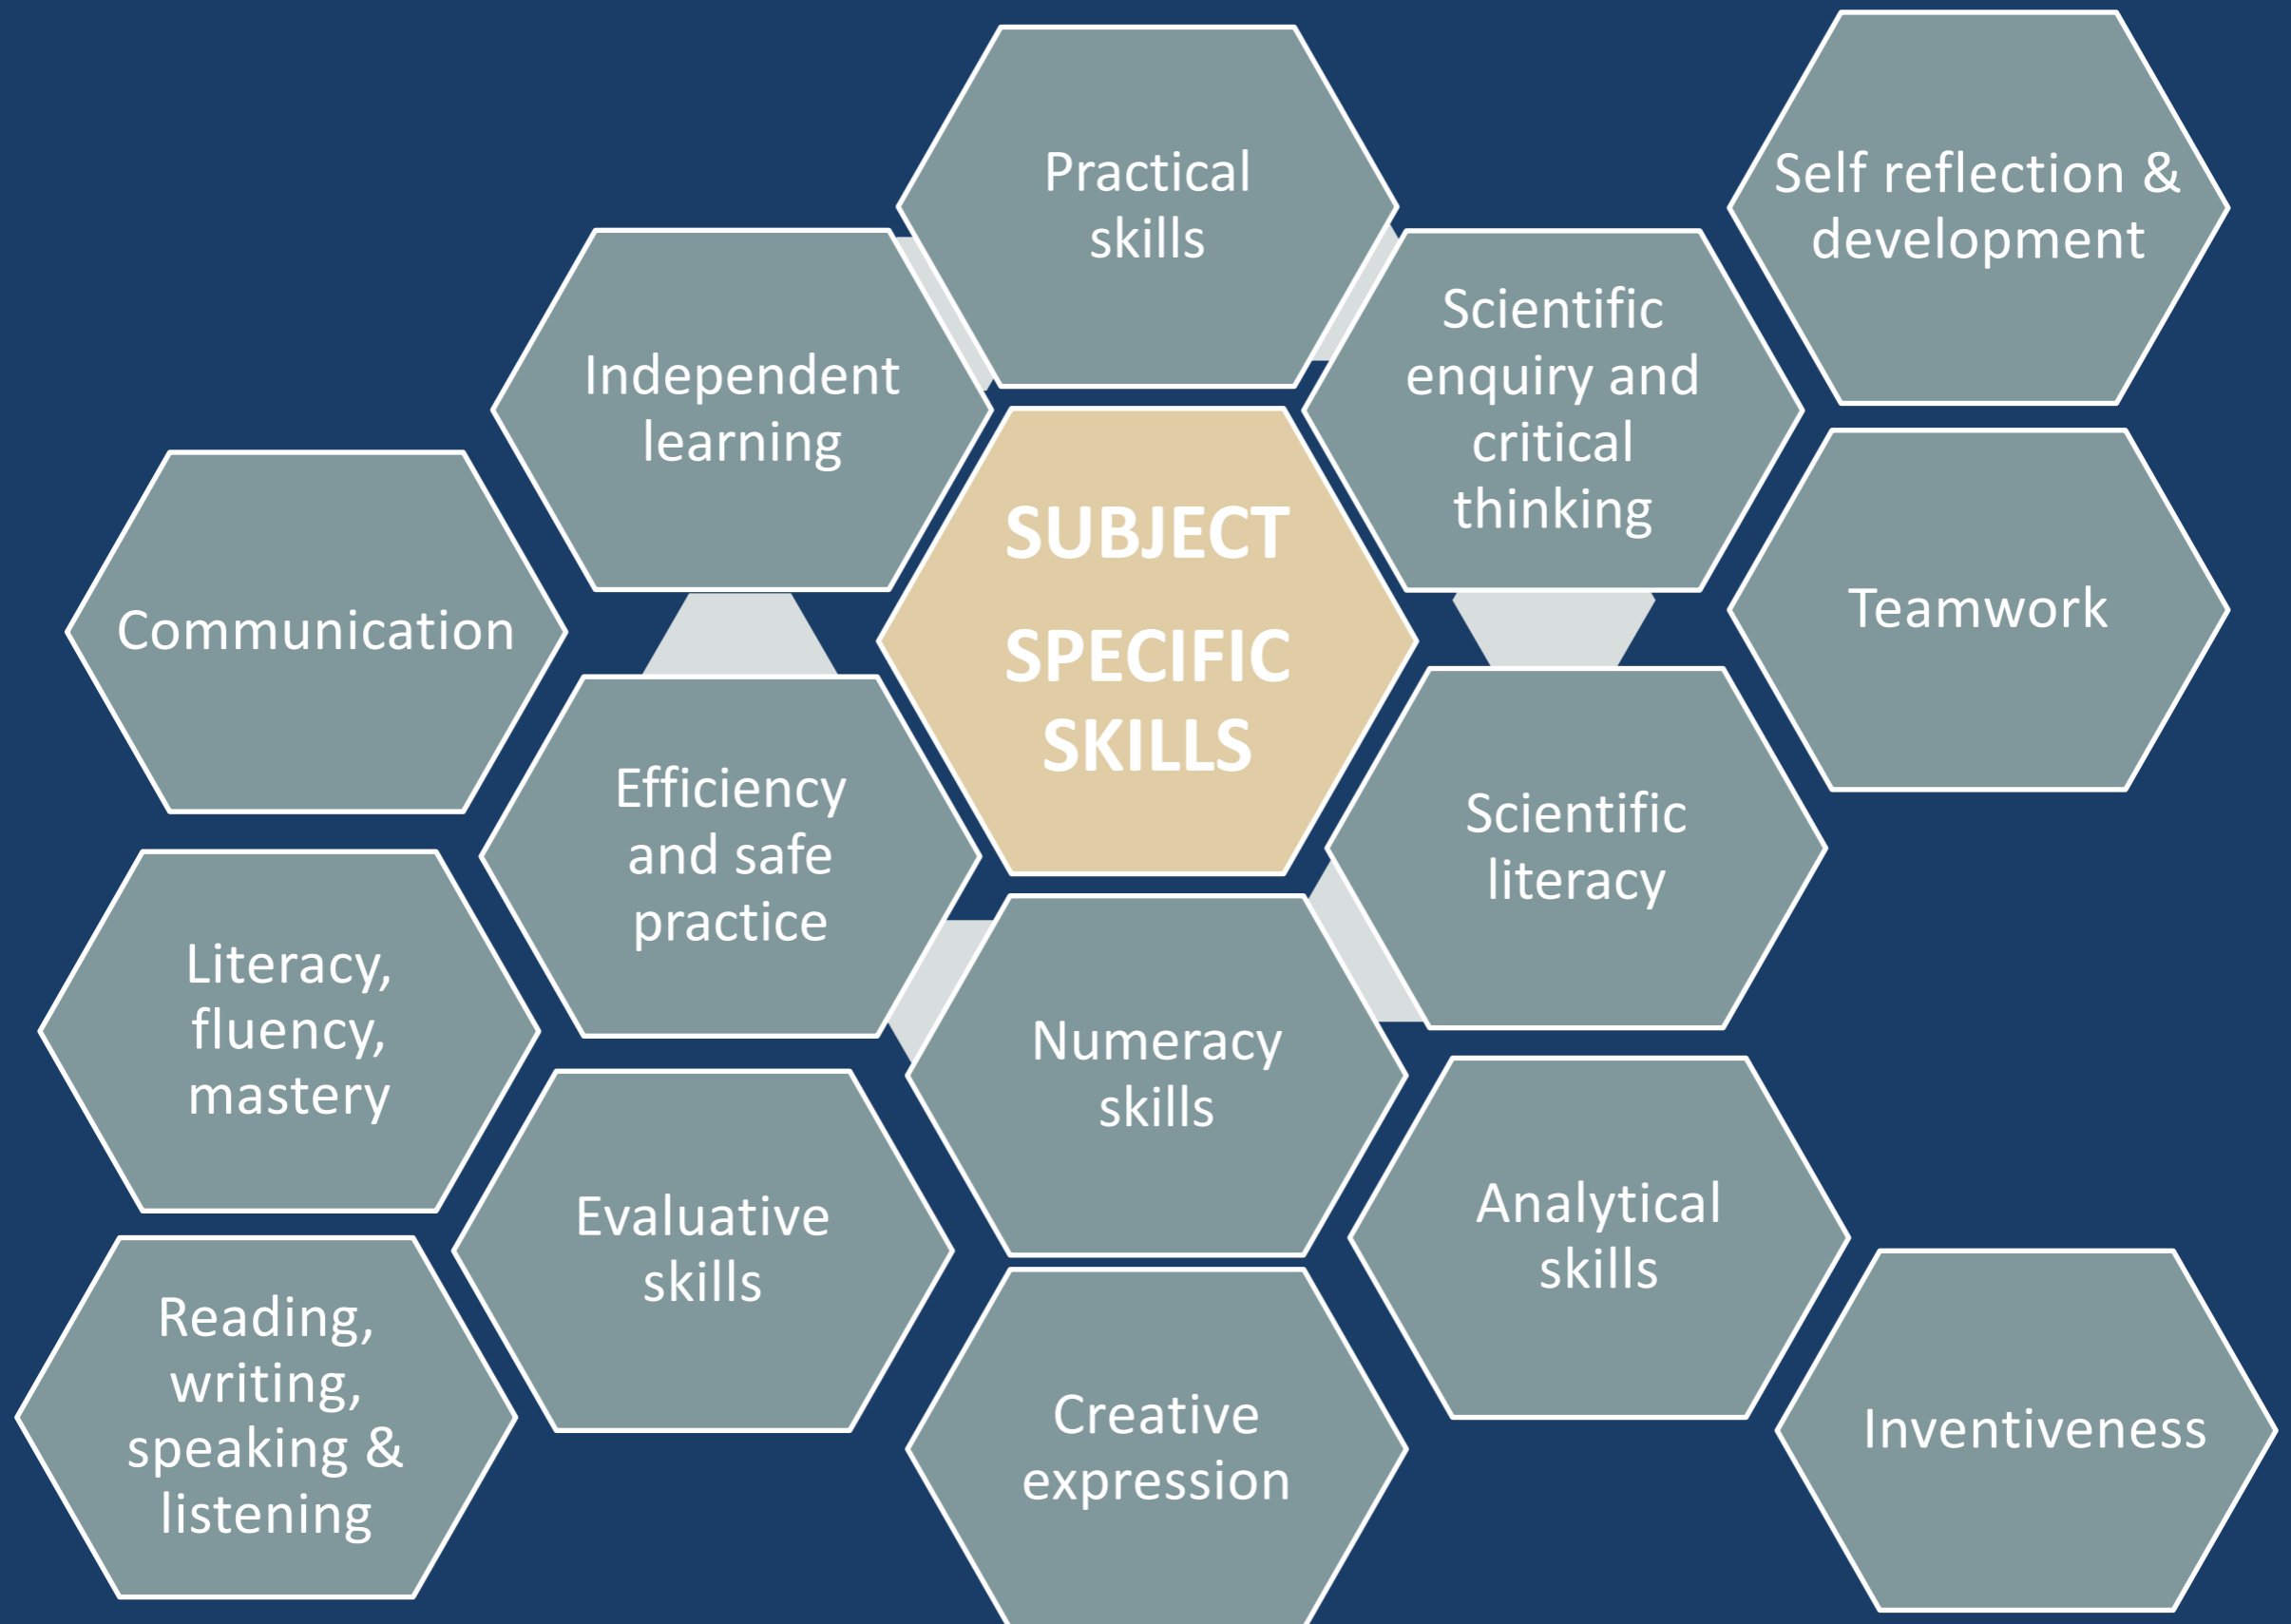 Practical
skills
Self reflection &
development
Independent
learning
Scientific
enquiry and
critical
thinking
SUBJECT
SPECIFIC
SKILLS
Communication
Teamwork
Efficiency
and safe
practice
Scientific
literacy
Literacy,
fluency,
mastery
Numeracy
skills
Evaluative
skills
Analytical
skills
Reading,
writing,
speaking &
listening
Creative
expression
Inventiveness